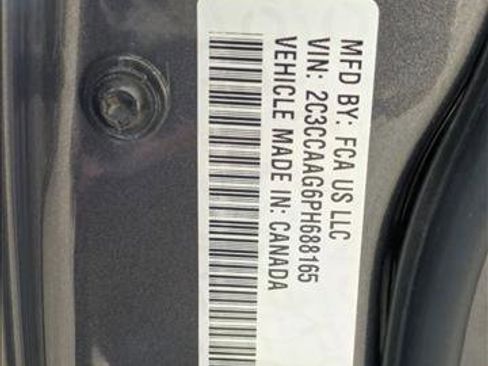 MFD BY: FCA US LLC
VIN: 2C3CCAAG6PH688165
VEHICLE MADE IN: CANADA